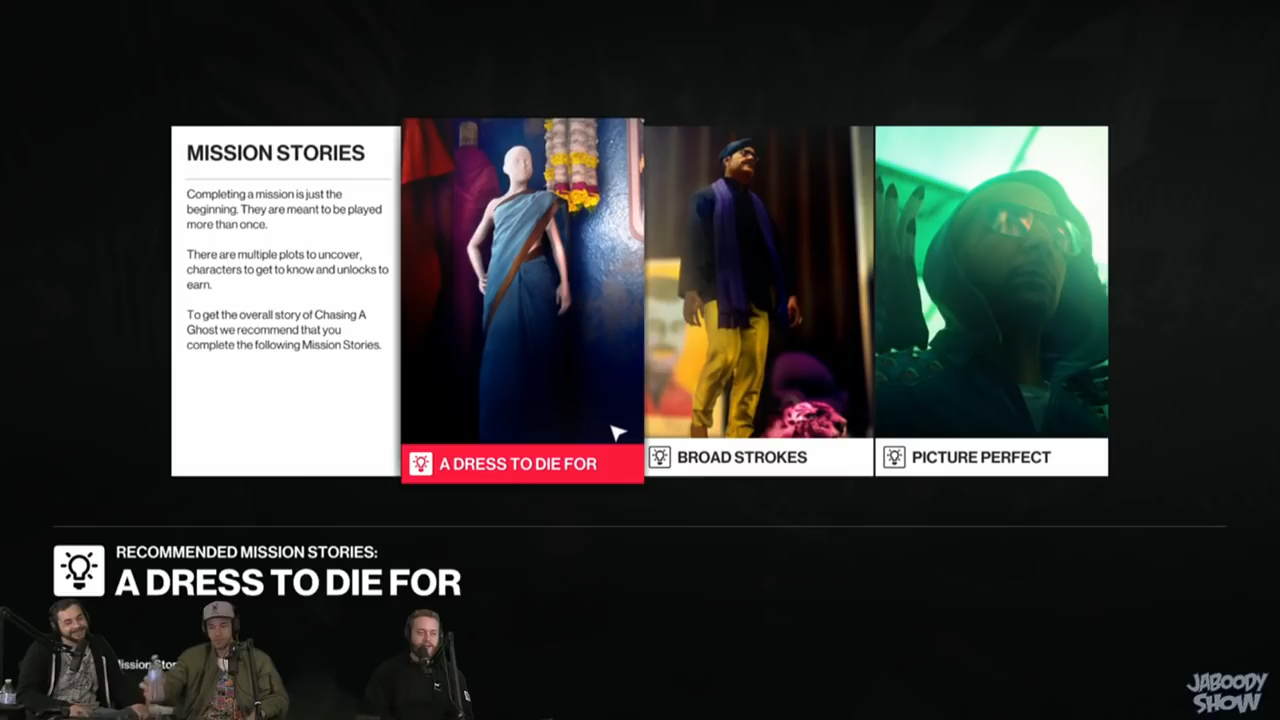 MISSION STORIES
Completing a mission is just the
beginning. They are meant to be played
more than once.
There are multiple plots to uncover,
characters to get to know and unlocks to
earn.
To get the overall story of Chasing A
Ghost we recommend that you
complete the following Mission Stories.
A DRESS TO DIE FOR
BROAD STROKES
PICTURE PERFECT
RECOMMENDED MISSION STORIES:
A DRESS TO DIE FOR
JABOODY
SHOW